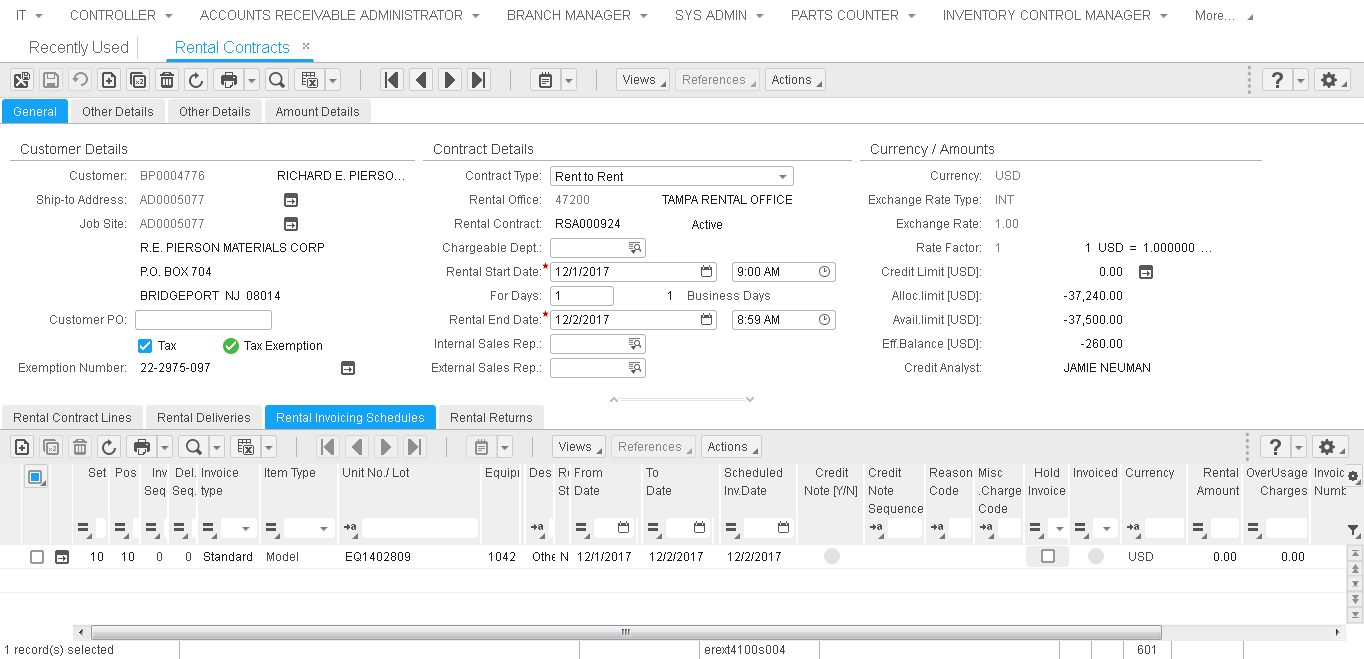 IT CONTROLLER ACCOUNTS RECEIVABLE ADMINISTRATOR BRANCH MANAGER SYS ADMIN PARTS COUNTER INVENTORY CONTROL MANAGER More...
Recently Used Rental Contracts ×
Views References Actions ?
General Other Details Other Details Amount Details
Customer Details Contract Details Currency / Amounts
Customer: BP0004776 RICHARD E. PIERSO... Contract Type: Rent to Rent Currency: USD
Ship-to Address: AD0005077 Rental Office: 47200 TAMPA RENTAL OFFICE Exchange Rate Type: INT
Job Site: AD0005077 Rental Contract: RSA000924 Active Exchange Rate: 1.00
R.E. PIERSON MATERIALS CORP Chargeable Dept.: Rate Factor: 1 1 USD = 1.000000 ...
P.O. BOX 704 Rental Start Date:* 12/1/2017 9:00 AM Credit Limit [USD]: 0.00
BRIDGEPORT NJ 08014 For Days: 1 1 Business Days Alloc.limit [USD]: -37,240.00
Customer PO: Rental End Date:* 12/2/2017 8:59 AM Avail.limit [USD]: -37,500.00
Tax Tax Exemption Internal Sales Rep.: Eff.Balance [USD]: -260.00
Exemption Number: 22-2975-097 External Sales Rep.: Credit Analyst: JAMIE NEUMAN
Rental Contract Lines Rental Deliveries Rental Invoicing Schedules Rental Returns
Views References Actions ?
Set Pos Inv Del. Invoice Item Type Unit No./ Lot Equipi Des Re From To Scheduled Credit Credit Reason Misc Hold Invoiced Currency Rental OverUsage Invoic
Seq Seq. type St Date Date Inv.Date Note [Y/N] Note Code .Charge Invoice Amount Charges Numb
Sequence Code
10 10 0 0 Standard Model EQ1402809 1042 Othe N 12/1/2017 12/2/2017 12/2/2017 USD 0.00 0.00
1 record(s) selected erext4100s004 601